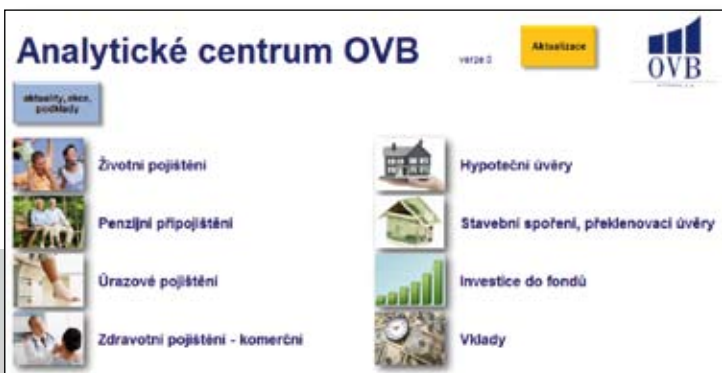 Analytické centrum OVB
verze 3
Aktualizace
OVB
aktuality, akce,
podklady
Životní pojištění
Penzijní připojištění
Úrazové pojištění
Zdravotní pojištění - komerční
Hypoteční úvěry
Stavební spoření, překlenovací úvěry
Investice do fondů
Vklady